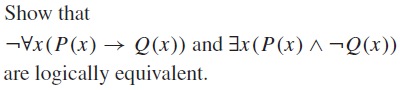 Show that
¬∀x(P(x) → Q(x)) and ∃x(P(x) ∧ ¬Q(x))
are logically equivalent.